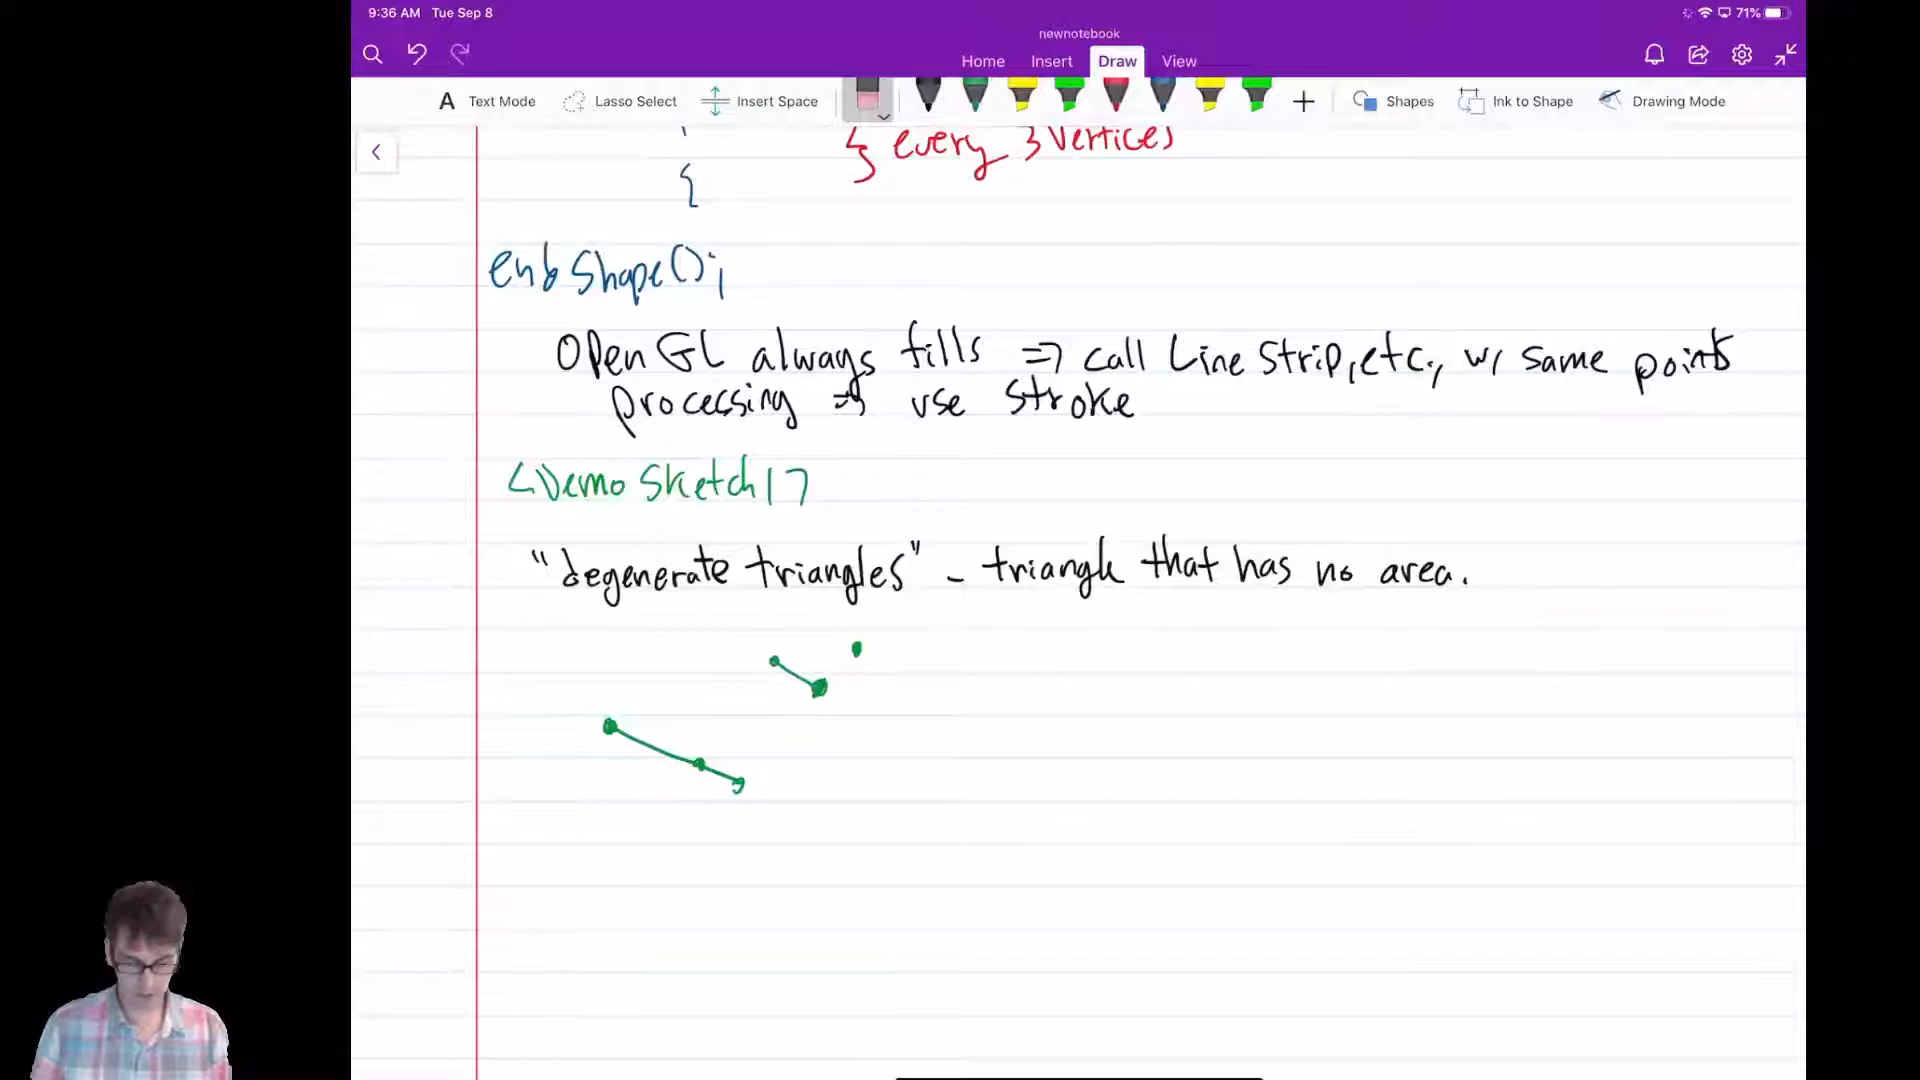 9:36 AM Tue Sep 8
71%
newnotebook
Home Insert Draw View
Text Mode Lasso Select Insert Space Shapes Ink to Shape Drawing Mode
{ every 3 vertices
{
endShape();
OpenGL always fills => call Line Strip, etc., w/ same points
processing => use stroke
<Demo Sketch1>
"degenerate triangles" - triangle that has no area.